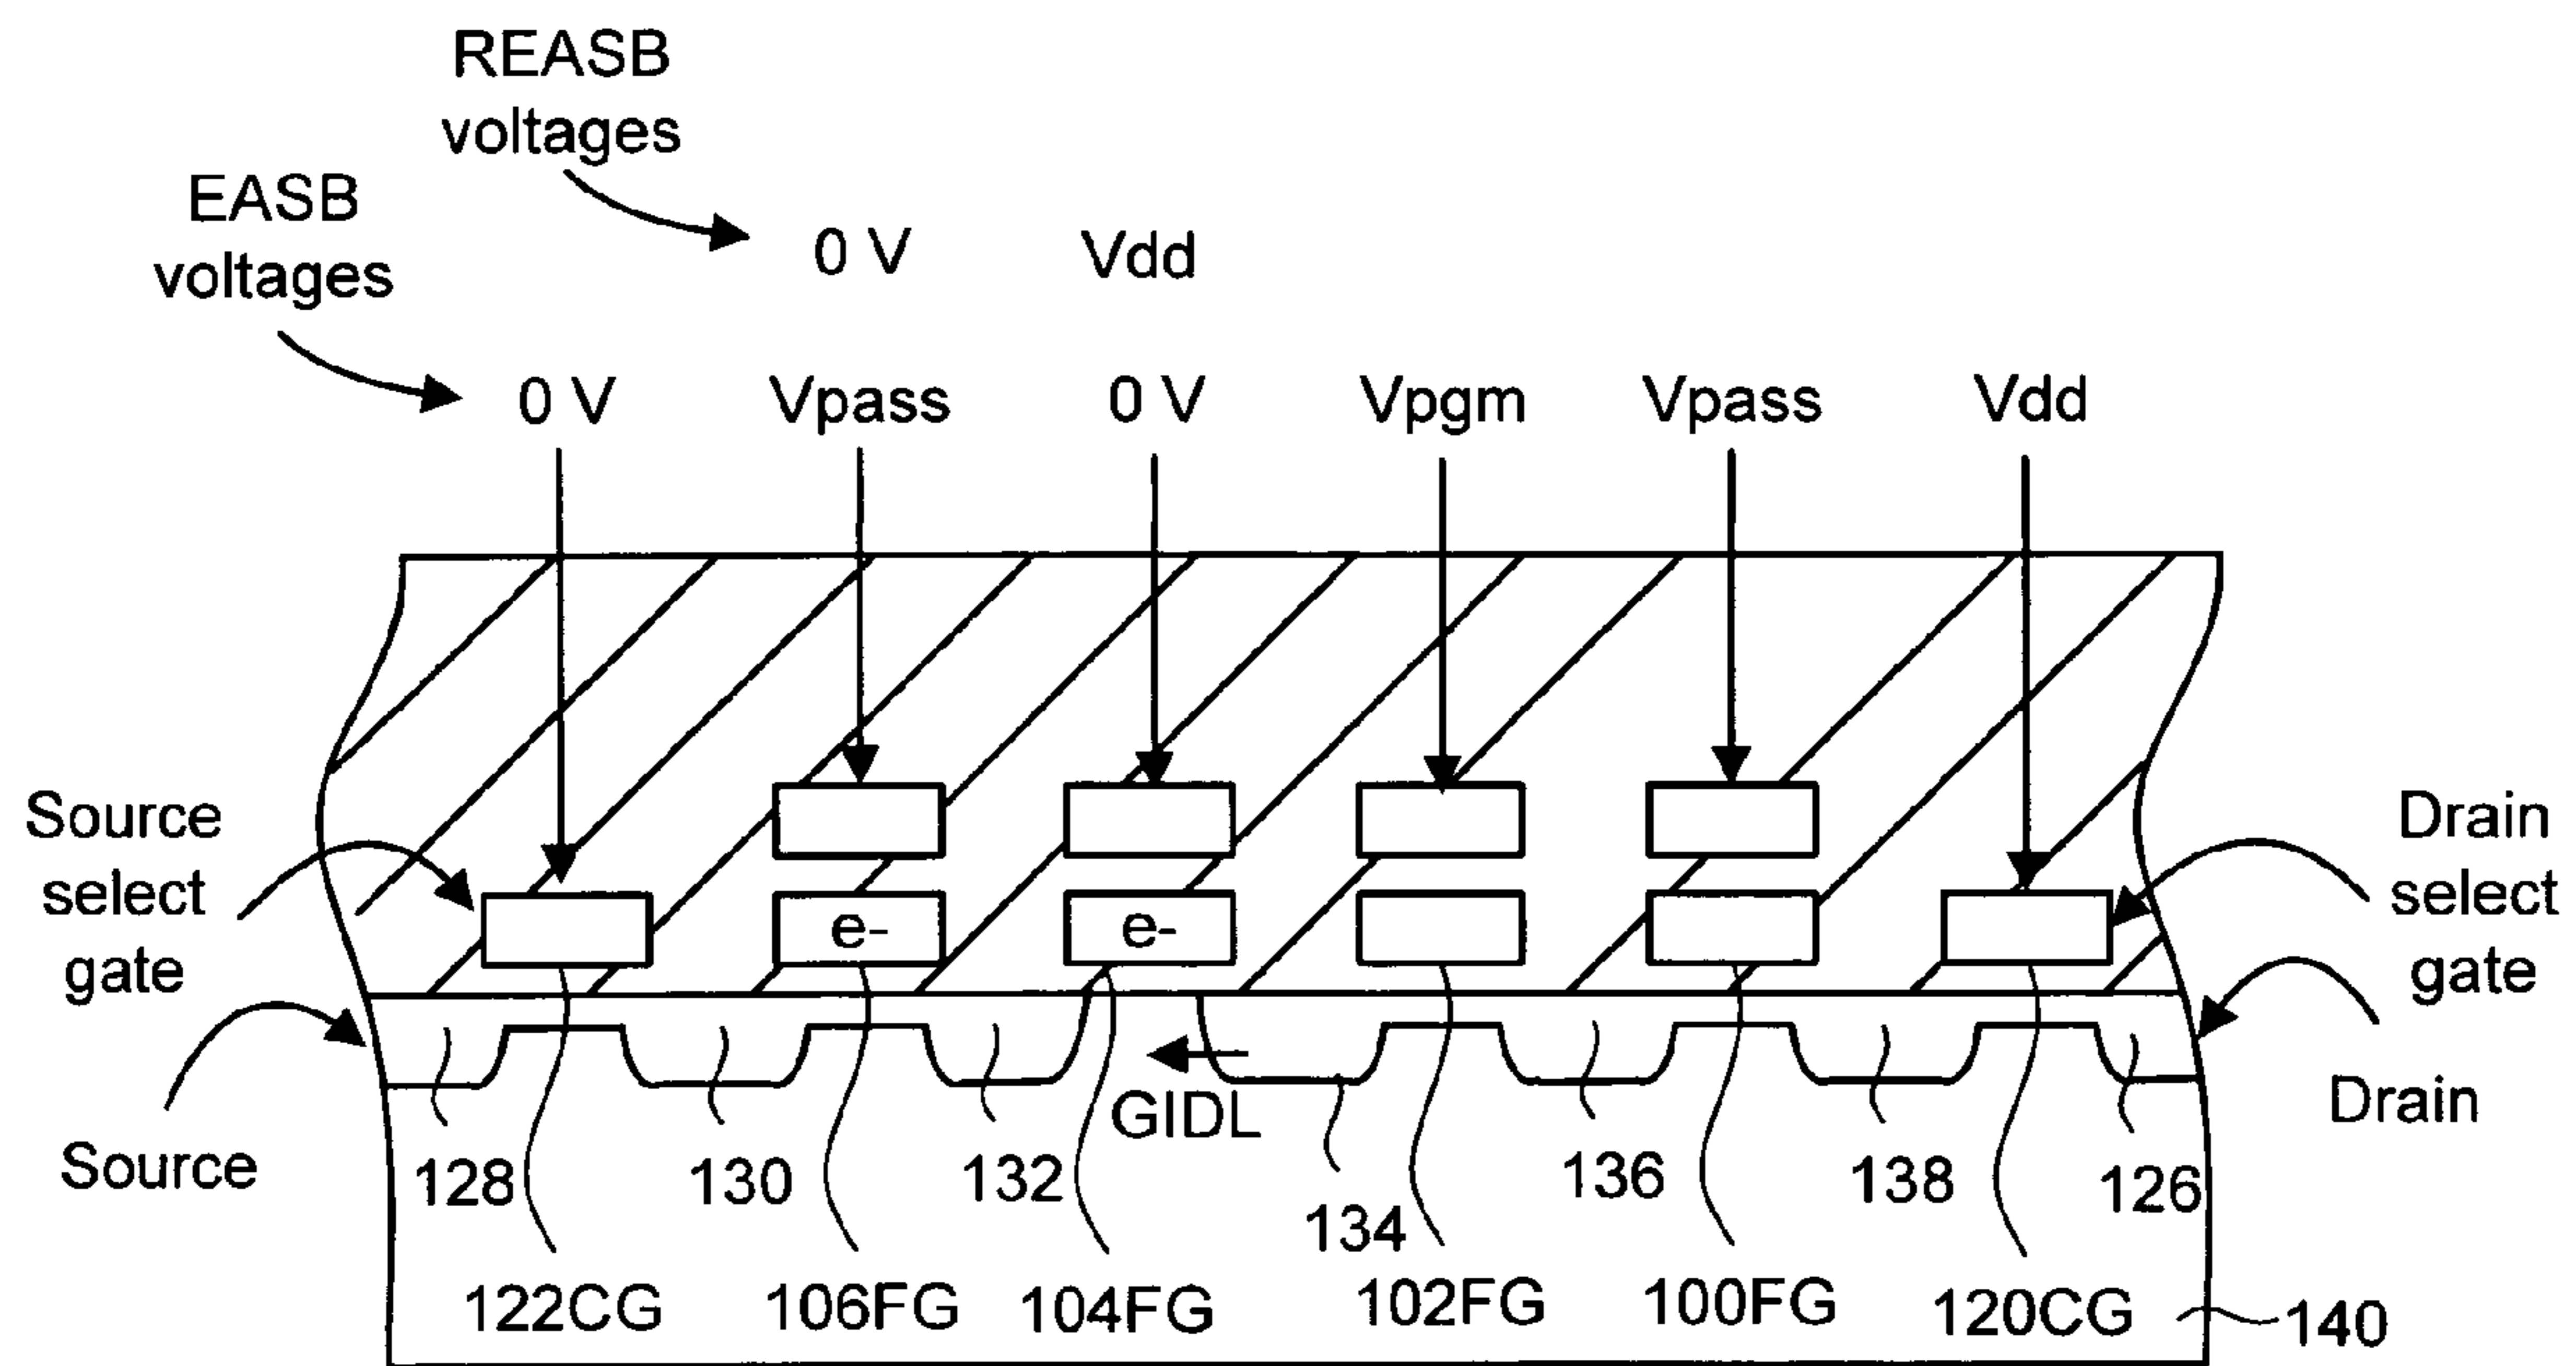 REASB
voltages
EASB
voltages
0 V Vdd
0 V Vpass 0 V Vpgm Vpass Vdd
Source
select
gate
Drain
select
gate
e- e-
Source
GIDL
Drain
128 130 132 134 136 138 126
122CG 106FG 104FG 102FG 100FG 120CG 140